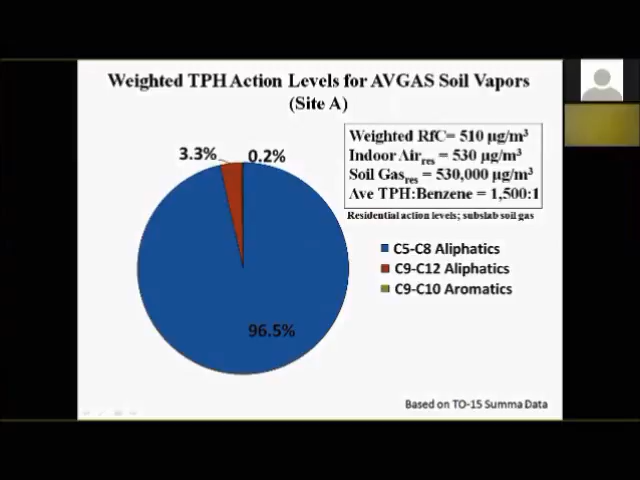 Weighted TPH Action Levels for AVGAS Soil Vapors
(Site A)
Weighted RfC= 510 µg/m³
Indoor Air_res = 530 µg/m³
Soil Gas_res = 530,000 µg/m³
Ave TPH:Benzene = 1,500:1
Residential action levels; subslab soil gas
3.3%
0.2%
96.5%
C5-C8 Aliphatics
C9-C12 Aliphatics
C9-C10 Aromatics
Based on TO-15 Summa Data